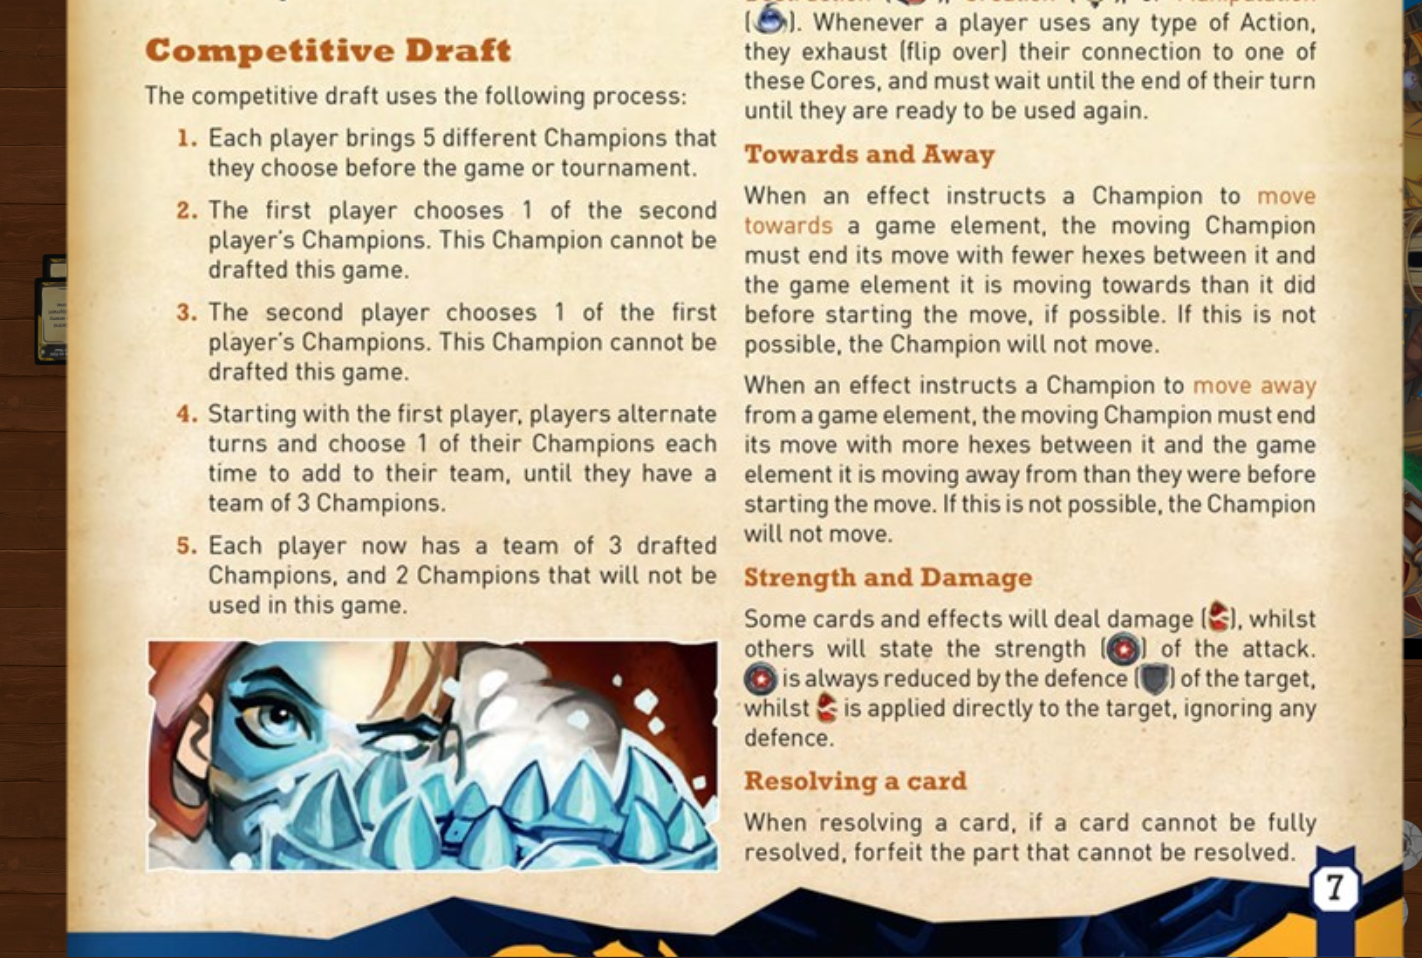 Competitive Draft
The competitive draft uses the following process:
1. Each player brings 5 different Champions that
they choose before the game or tournament.
2. The first player chooses 1 of the second
player's Champions. This Champion cannot be
drafted this game.
3. The second player chooses 1 of the first
player's Champions. This Champion cannot be
drafted this game.
4. Starting with the first player, players alternate
turns and choose 1 of their Champions each
time to add to their team, until they have a
team of 3 Champions.
5. Each player now has a team of 3 drafted
Champions, and 2 Champions that will not be
used in this game.
( ). Whenever a player uses any type of Action,
they exhaust (flip over) their connection to one of
these Cores, and must wait until the end of their turn
until they are ready to be used again.
Towards and Away
When an effect instructs a Champion to move
towards a game element, the moving Champion
must end its move with fewer hexes between it and
the game element it is moving towards than it did
before starting the move, if possible. If this is not
possible, the Champion will not move.
When an effect instructs a Champion to move away
from a game element, the moving Champion must end
its move with more hexes between it and the game
element it is moving away from than they were before
starting the move. If this is not possible, the Champion
will not move.
Strength and Damage
Some cards and effects will deal damage ( ), whilst
others will state the strength ( ) of the attack.
is always reduced by the defence ( ) of the target,
whilst is applied directly to the target, ignoring any
defence.
Resolving a card
When resolving a card, if a card cannot be fully
resolved, forfeit the part that cannot be resolved.
7